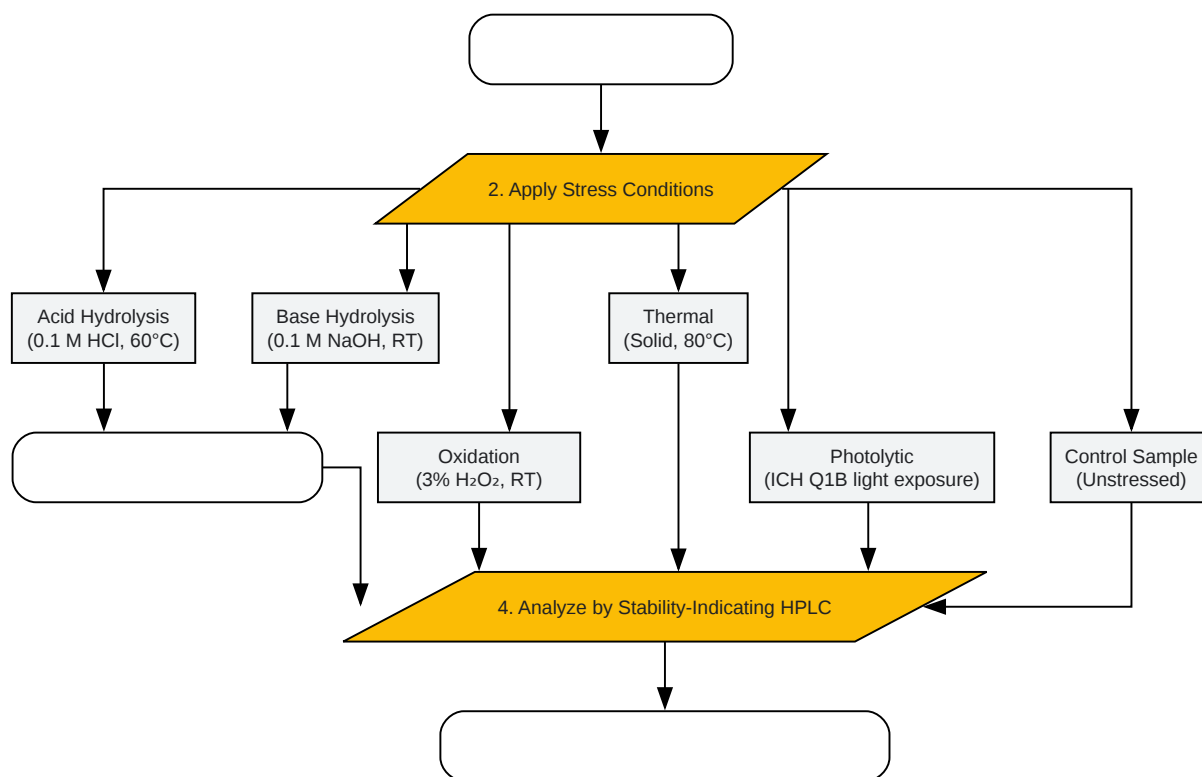 2. Apply Stress Conditions
Acid Hydrolysis
(0.1 M HCl, 60°C)
Base Hydrolysis
(0.1 M NaOH, RT)
Thermal
(Solid, 80°C)
Oxidation
(3% H₂O₂, RT)
Photolytic
(ICH Q1B light exposure)
Control Sample
(Unstressed)
4. Analyze by Stability-Indicating HPLC